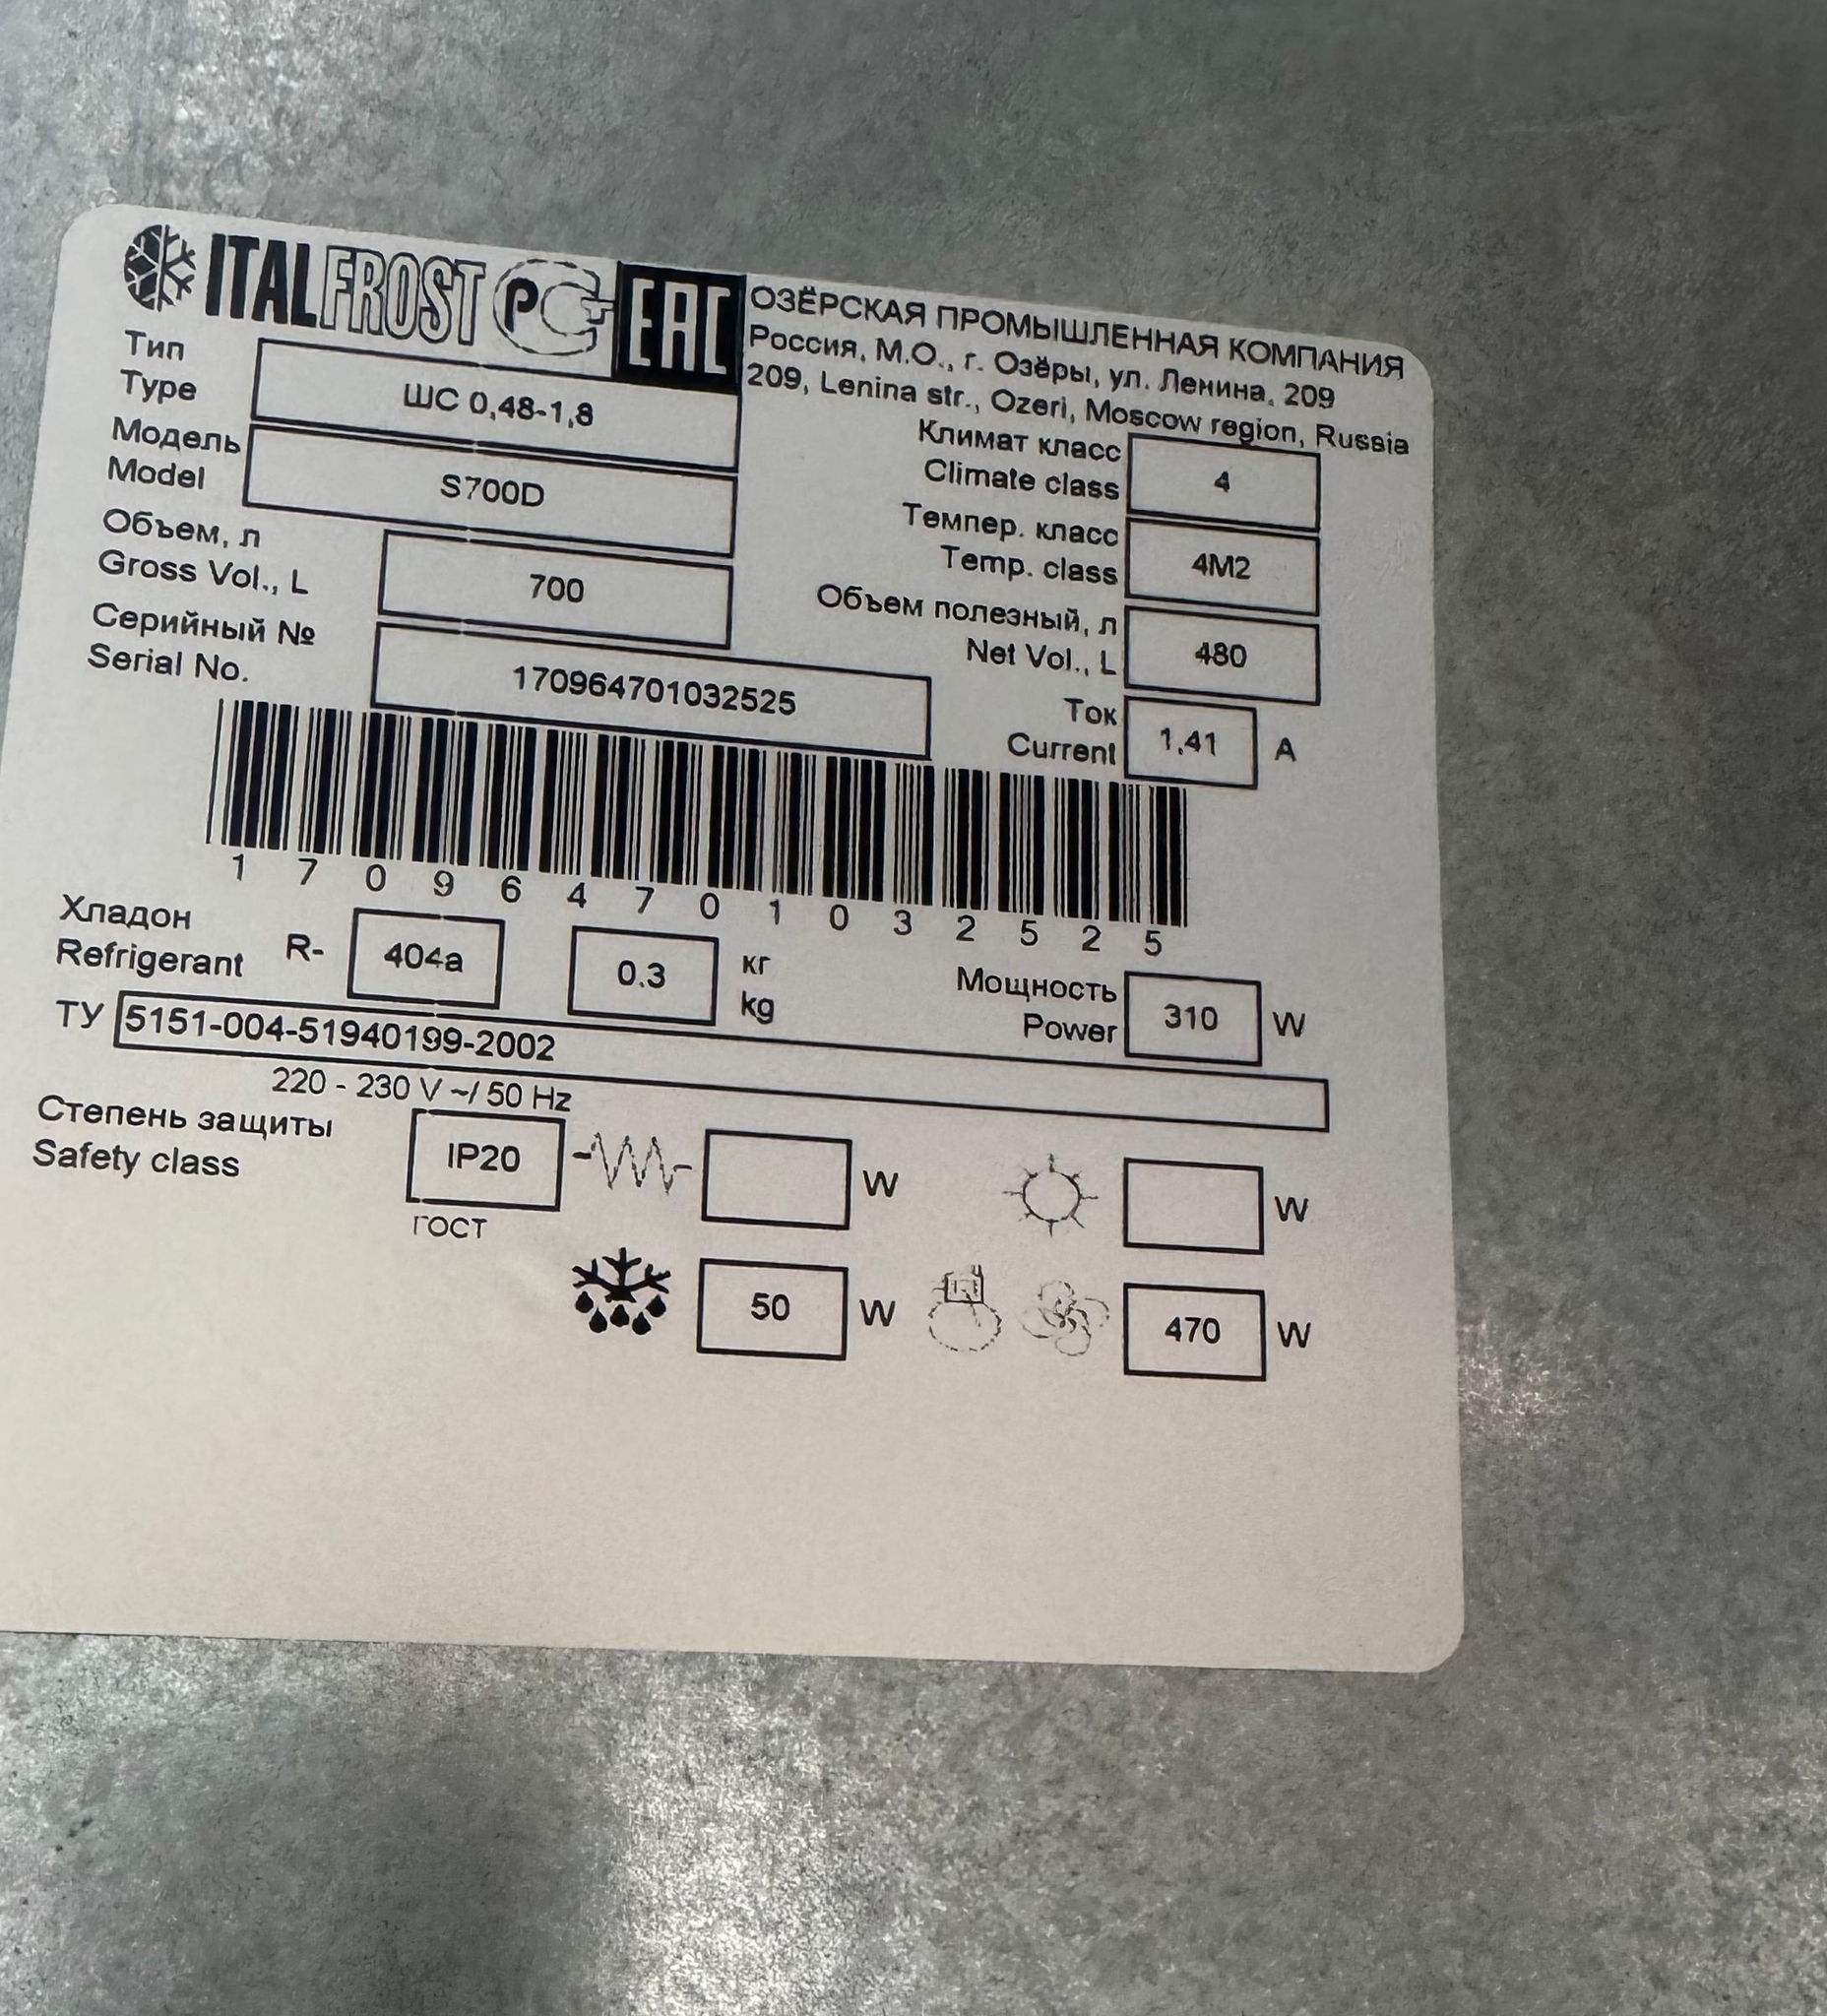 ITALFROST PG EAC ОЗЁРСКАЯ ПРОМЫШЛЕННАЯ КОМПАНИЯ
Россия, М.О., г. Озёры, ул. Ленина, 209
209, Lenina str., Ozeri, Moscow region, Russia
Тип
Type
ШС 0,48-1,8
Модель
Model
S700D
Объем, л
Gross Vol., L
700
Серийный №
Serial No.
170964701032525
Климат класс
Climate class
4
Темпер. класс
Temp. class
4M2
Объем полезный, л
Net Vol., L
480
Ток
Current
1,41 A
1 7 0 9 6 4 7 0 1 0 3 2 5 2 5
Хладон
Refrigerant
R- 404a
0.3
кг
kg
Мощность
Power
310 W
ТУ 5151-004-51940199-2002
220 - 230 V ~/ 50 Hz
Степень защиты
Safety class
IP20
ГОСТ
W
W
50 W
470 W